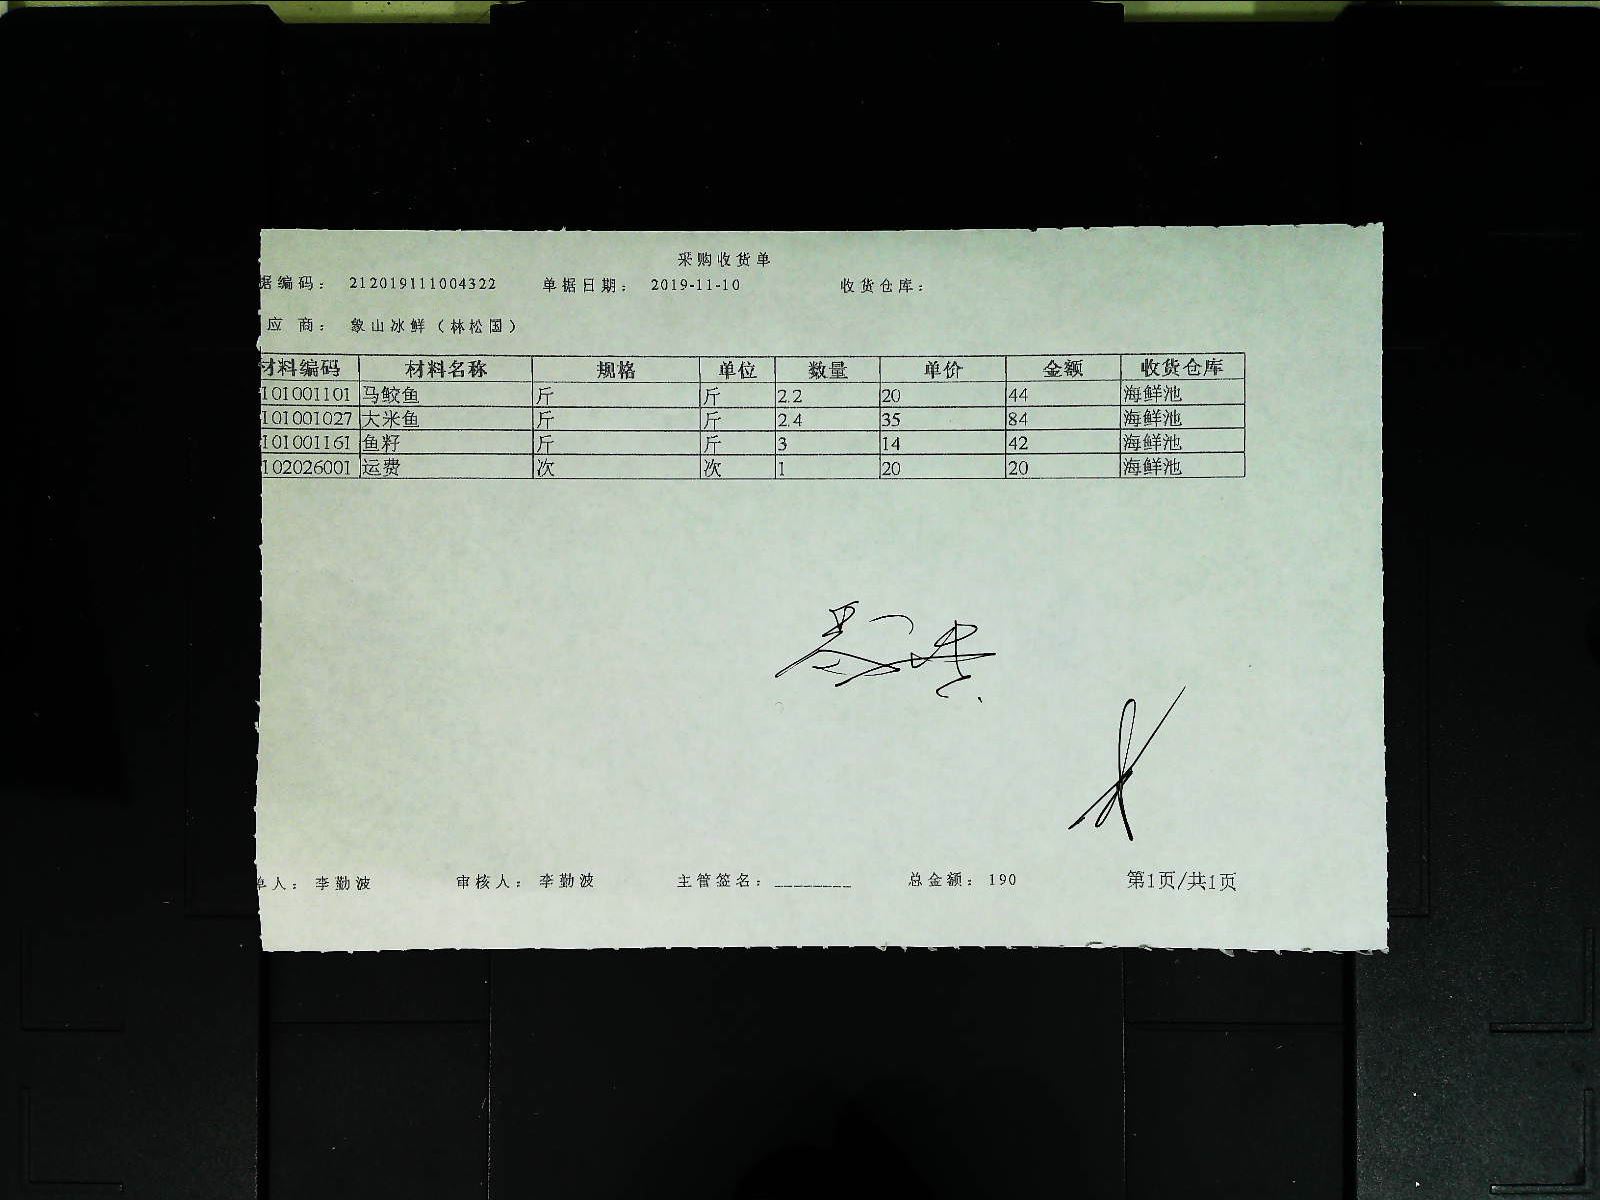 采购收货单
据编码： 212019111004322 单据日期： 2019-11-10 收货仓库：
应 商： 象山冰鲜（林松国）
材料编码 材料名称 规格 单位 数量 单价 金额 收货仓库
101001101 马鲛鱼 斤 斤 2.2 20 44 海鲜池
101001027 大米鱼 斤 斤 2.4 35 84 海鲜池
101001161 鱼籽 斤 斤 3 14 42 海鲜池
102026001 运费 次 次 1 20 20 海鲜池
单人： 李勤波 审核人： 李勤波 主管签名：________ 总金额： 190 第1页/共1页